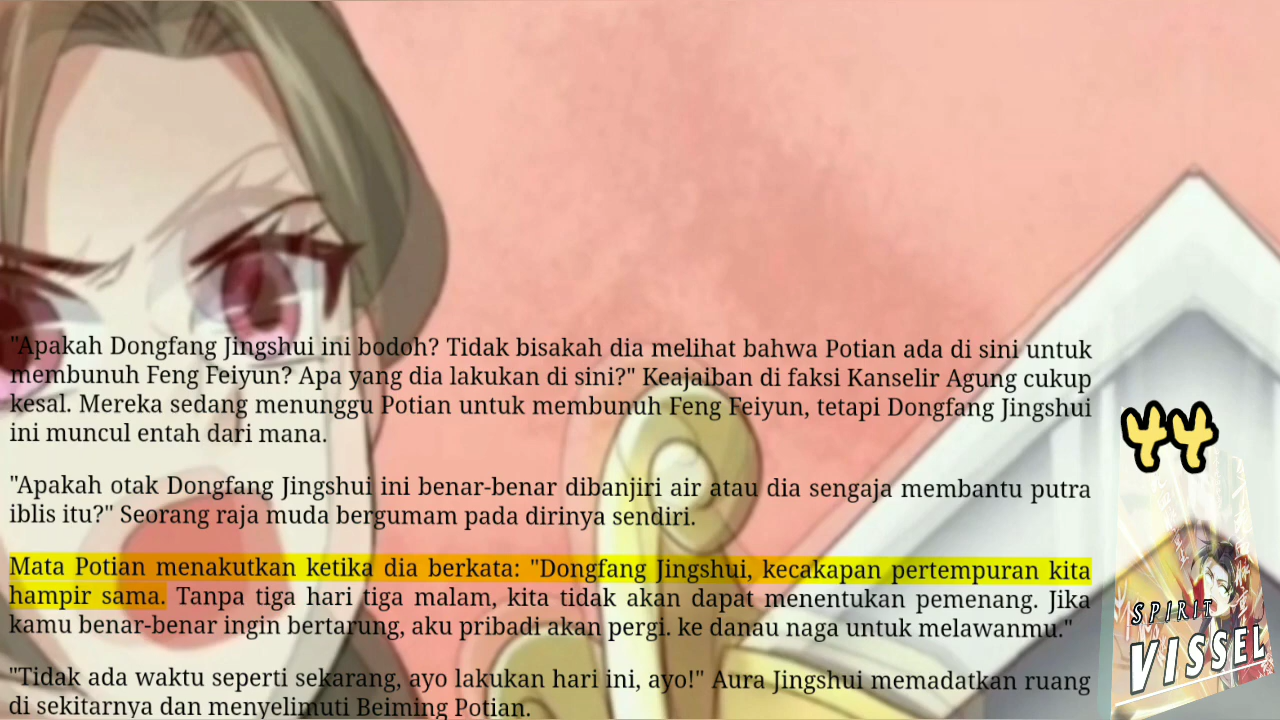 "Apakah Dongfang Jingshui ini bodoh? Tidak bisakah dia melihat bahwa Potian ada di sini untuk
membunuh Feng Feiyun? Apa yang dia lakukan di sini?" Keajaiban di faksi Kanselir Agung cukup
kesal. Mereka sedang menunggu Potian untuk membunuh Feng Feiyun, tetapi Dongfang Jingshui
ini muncul entah dari mana.
"Apakah otak Dongfang Jingshui ini benar-benar dibanjiri air atau dia sengaja membantu putra
iblis itu?" Seorang raja muda bergumam pada dirinya sendiri.
Mata Potian menakutkan ketika dia berkata: "Dongfang Jingshui, kecakapan pertempuran kita
hampir sama. Tanpa tiga hari tiga malam, kita tidak akan dapat menentukan pemenang. Jika
kamu benar-benar ingin bertarung, aku pribadi akan pergi. ke danau naga untuk melawanmu."
"Tidak ada waktu seperti sekarang, ayo lakukan hari ini, ayo!" Aura Jingshui memadatkan ruang
di sekitarnya dan menyelimuti Beiming Potian.
SPIRIT
VISSEL